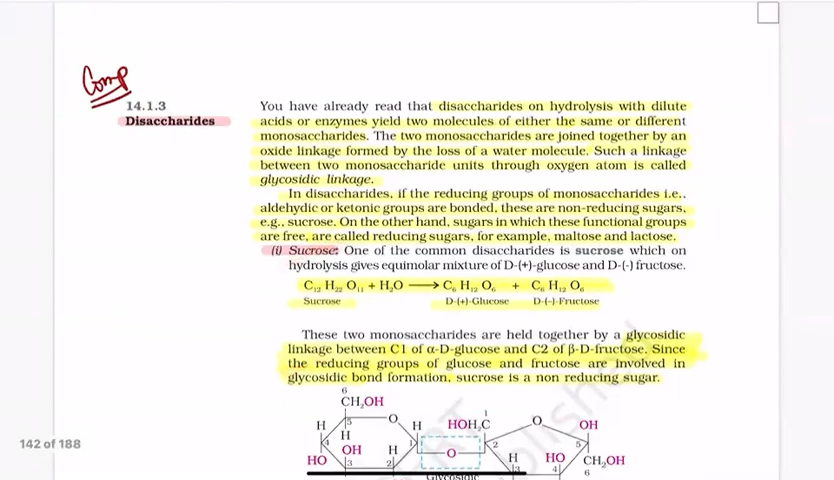 Comp
14.1.3
Disaccharides
You have already read that disaccharides on hydrolysis with dilute
acids or enzymes yield two molecules of either the same or different
monosaccharides. The two monosaccharides are joined together by an
oxide linkage formed by the loss of a water molecule. Such a linkage
between two monosaccharide units through oxygen atom is called
glycosidic linkage.
In disaccharides, if the reducing groups of monosaccharides i.e.,
aldehydic or ketonic groups are bonded, these are non-reducing sugars,
e.g., sucrose. On the other hand, sugars in which these functional groups
are free, are called reducing sugars, for example, maltose and lactose.
(i) Sucrose: One of the common disaccharides is sucrose which on
hydrolysis gives equimolar mixture of D-(+)-glucose and D-(-) fructose.
C₁₂ H₂₂ O₁₁ + H₂O ⟶ C₆ H₁₂ O₆ + C₆ H₁₂ O₆
Sucrose D-(+)-Glucose D-(–)-Fructose
These two monosaccharides are held together by a glycosidic
linkage between C1 of α-D-glucose and C2 of β-D-fructose. Since
the reducing groups of glucose and fructose are involved in
glycosidic bond formation, sucrose is a non reducing sugar.
6
CH₂OH
1
H 5 O H HOH₂C O OH
H
4 1 2 5
OH H O
HO 3 2 H HO CH₂OH
3 4 6
Glycosidic
142 of 188